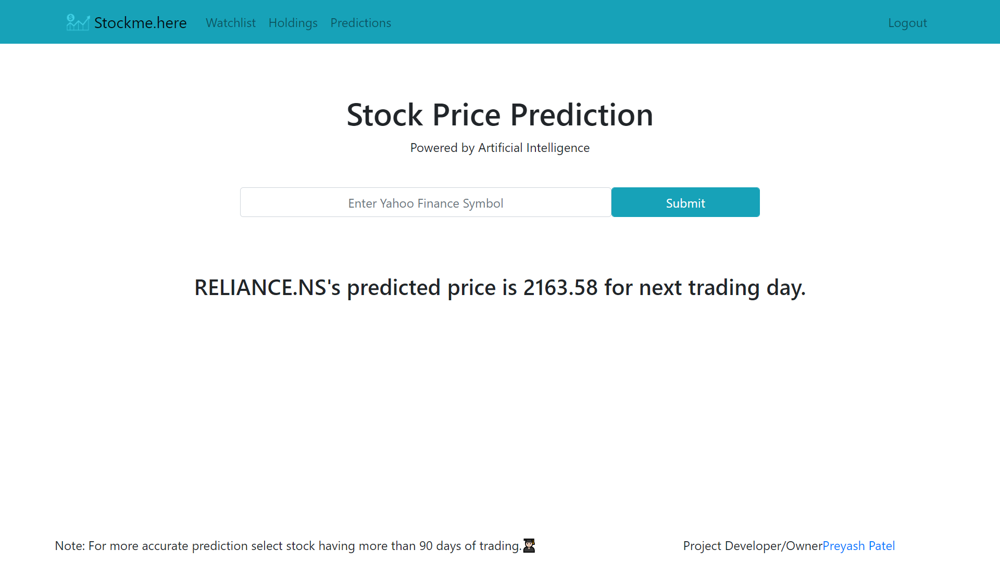 Stockme.here Watchlist Holdings Predictions Logout
Stock Price Prediction
Powered by Artificial Intelligence
Enter Yahoo Finance Symbol Submit
RELIANCE.NS's predicted price is 2163.58 for next trading day.
Note: For more accurate prediction select stock having more than 90 days of trading. Project Developer/OwnerPreyash Patel